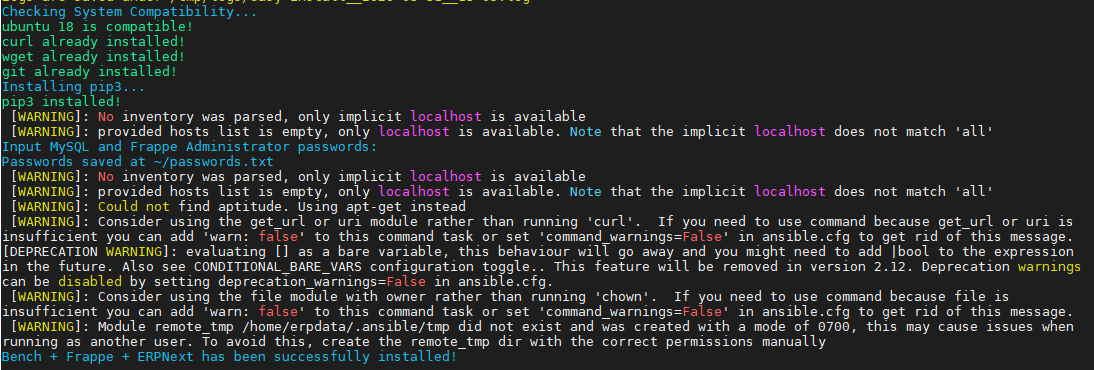 Checking System Compatibility...
ubuntu 18 is compatible!
curl already installed!
wget already installed!
git already installed!
Installing pip3...
pip3 installed!
 [WARNING]: No inventory was parsed, only implicit localhost is available
 [WARNING]: provided hosts list is empty, only localhost is available. Note that the implicit localhost does not match 'all'
Input MySQL and Frappe Administrator passwords:
Passwords saved at ~/passwords.txt
 [WARNING]: No inventory was parsed, only implicit localhost is available
 [WARNING]: provided hosts list is empty, only localhost is available. Note that the implicit localhost does not match 'all'
 [WARNING]: Could not find aptitude. Using apt-get instead
 [WARNING]: Consider using the get_url or uri module rather than running 'curl'.  If you need to use command because get_url or uri is
insufficient you can add 'warn: false' to this command task or set 'command_warnings=False' in ansible.cfg to get rid of this message.
[DEPRECATION WARNING]: evaluating [] as a bare variable, this behaviour will go away and you might need to add |bool to the expression
in the future. Also see CONDITIONAL_BARE_VARS configuration toggle.. This feature will be removed in version 2.12. Deprecation warnings
can be disabled by setting deprecation_warnings=False in ansible.cfg.
 [WARNING]: Consider using the file module with owner rather than running 'chown'.  If you need to use command because file is
insufficient you can add 'warn: false' to this command task or set 'command_warnings=False' in ansible.cfg to get rid of this message.
 [WARNING]: Module remote_tmp /home/erpdata/.ansible/tmp did not exist and was created with a mode of 0700, this may cause issues when
running as another user. To avoid this, create the remote_tmp dir with the correct permissions manually
Bench + Frappe + ERPNext has been successfully installed!